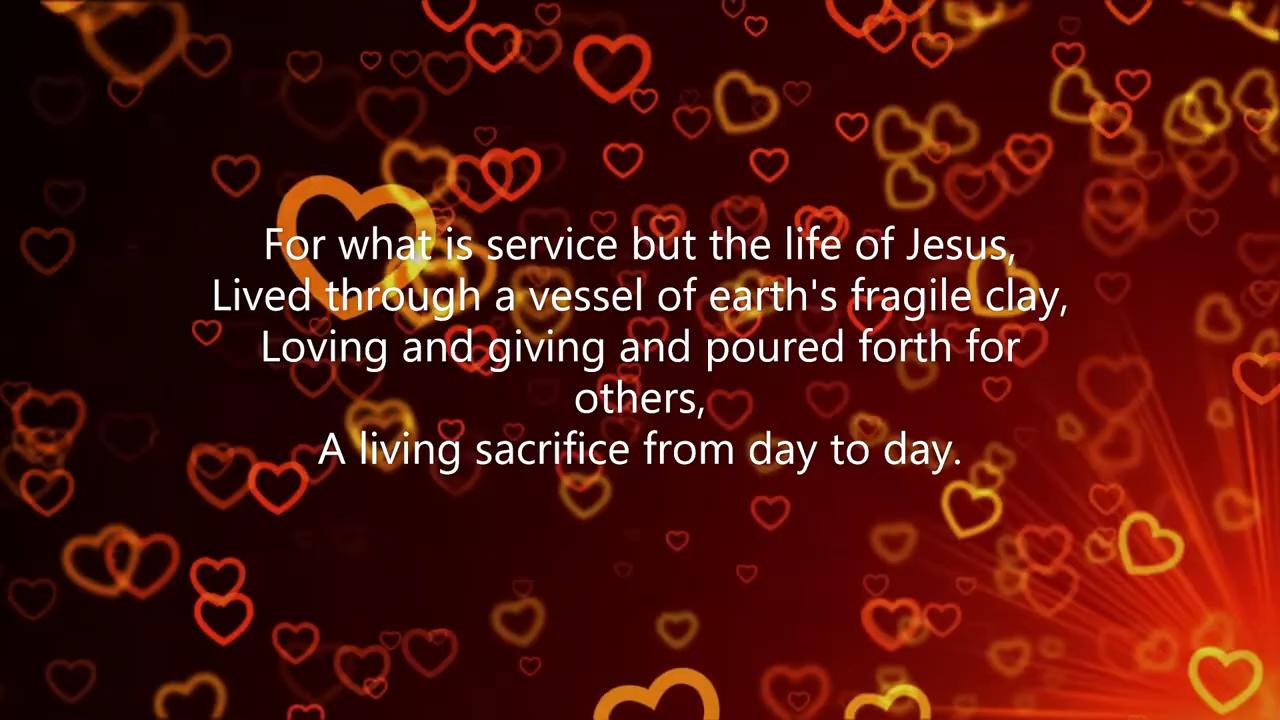 For what is service but the life of Jesus,
Lived through a vessel of earth's fragile clay,
Loving and giving and poured forth for
others,
A living sacrifice from day to day.